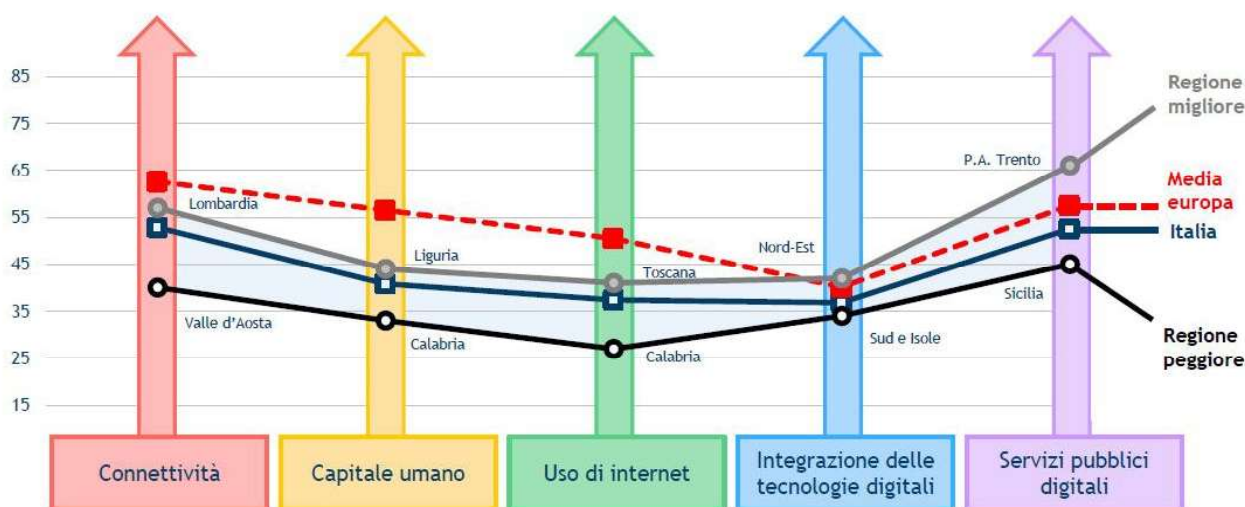 85
75
65
55
45
35
25
15
Regione
migliore
P.A. Trento
Media
europa
Lombardia
Nord-Est
Italia
Liguria
Toscana
Sicilia
Valle d'Aosta
Calabria
Calabria
Sud e Isole
Regione
peggiore
Connettività
Capitale umano
Uso di internet
Integrazione delle
tecnologie digitali
Servizi pubblici
digitali